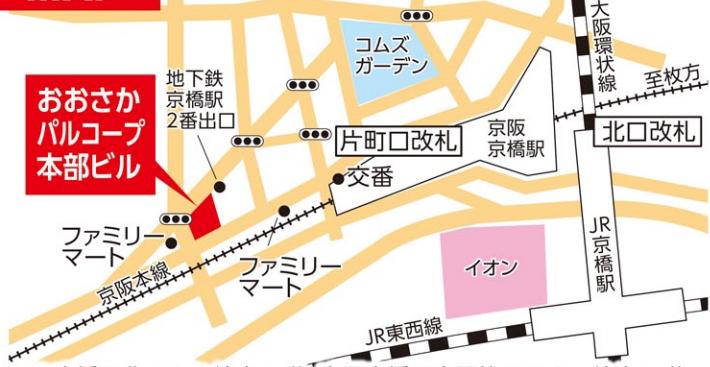 コムズ
ガーデン
大阪環状線
至枚方
地下鉄
京橋駅
2番出口
おおさか
パルコープ
本部ビル
片町口改札
京阪
京橋駅
北口改札
交番
ファミリー
マート
ファミリー
マート
京阪本線
イオン
JR京橋駅
JR東西線